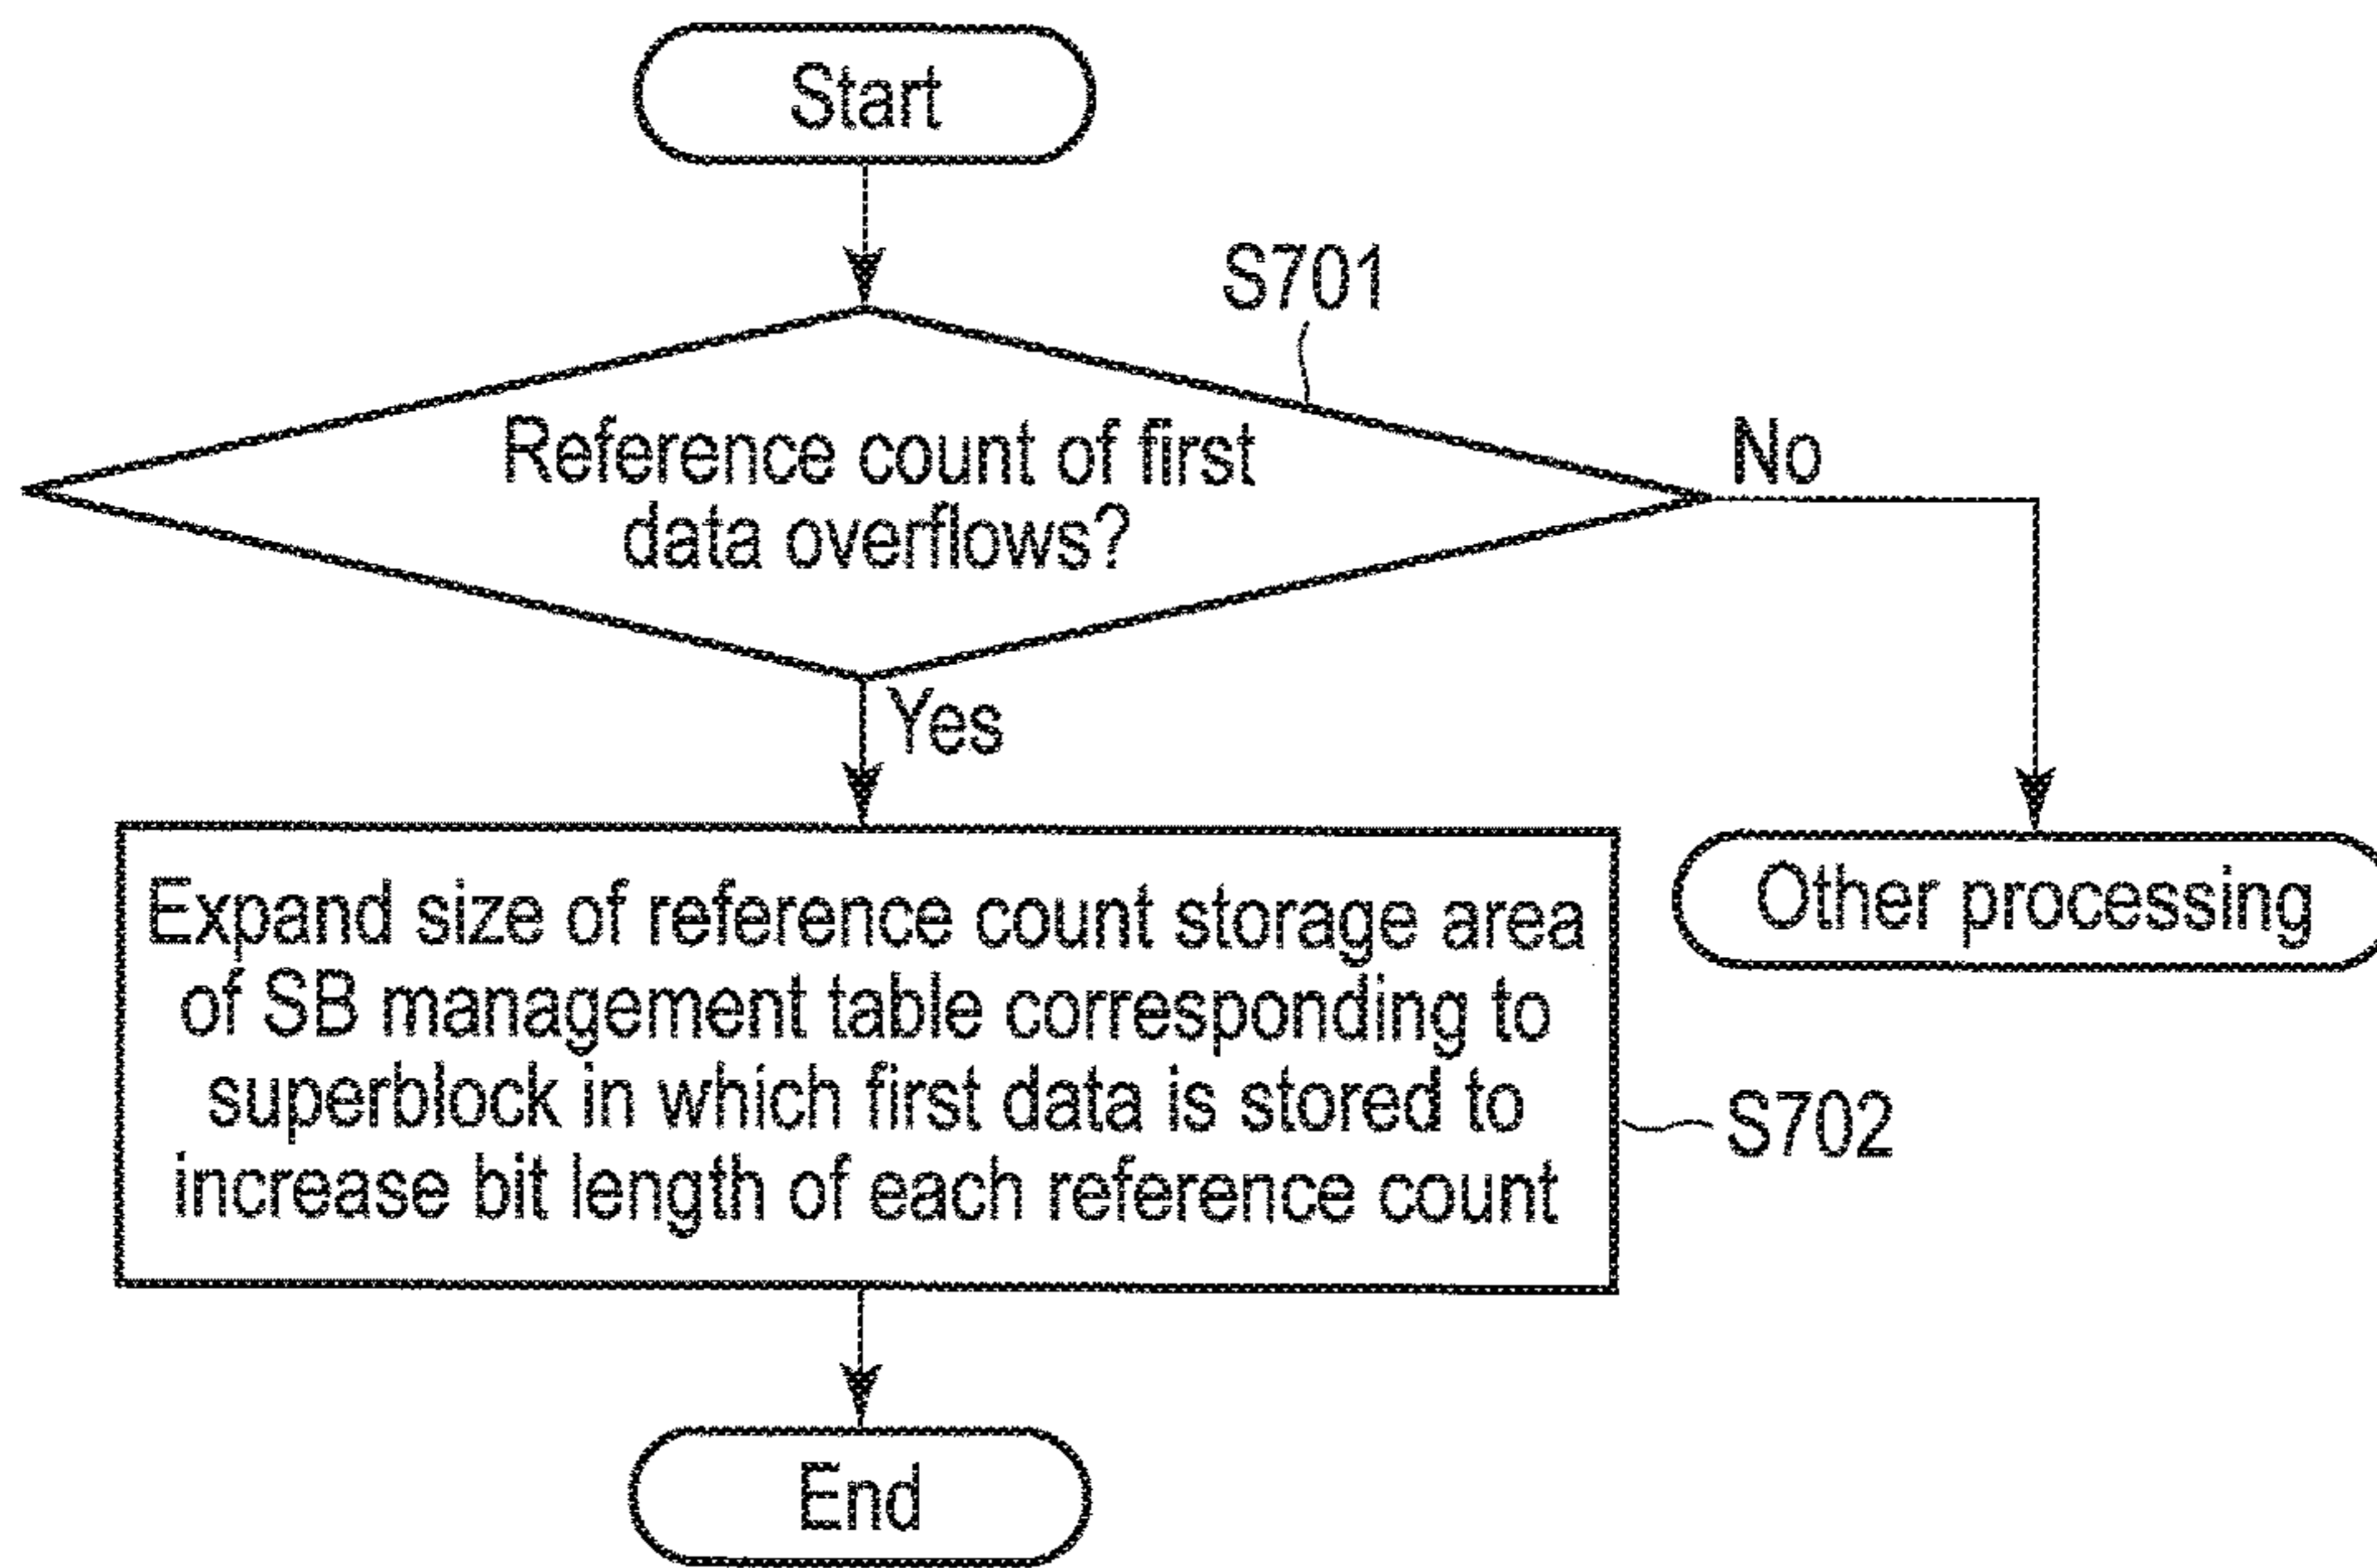 Start
S701
Reference count of first
data overflows?
No
Yes
Expand size of reference count storage area
of SB management table corresponding to
superblock in which first data is stored to
increase bit length of each reference count
Other processing
S702
End